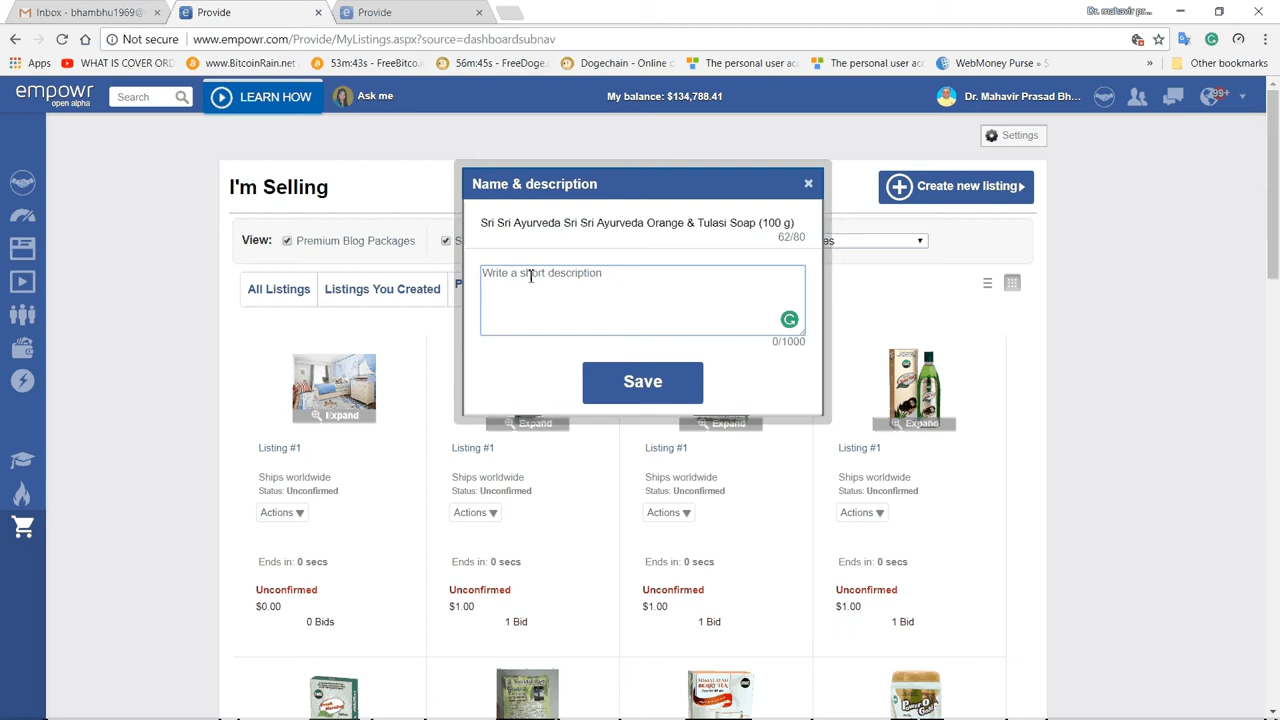 Inbox - bhambhu1969@
Provide
Provide
Dr. mahavir pr...
Not secure
www.empowr.com/Provide/MyListings.aspx?source=dashboardsubnav
Apps
WHAT IS COVER ORD
www.BitcoinRain.net
53m:43s - FreeBitco.i
56m:45s - FreeDoge.
Dogechain - Online d
The personal user acc
The personal user acc
WebMoney Purse » S
»
Other bookmarks
empowr
open alpha
Search
LEARN HOW
Ask me
My balance: $134,788.41
Dr. Mahavir Prasad Bh...
99+
Settings
I'm Selling
Create new listing
View:
Premium Blog Packages
Name & description
×
Sri Sri Ayurveda Sri Sri Ayurveda Orange & Tulasi Soap (100 g)
62/80
Write a short description
0/1000
Save
All Listings
Listings You Created
Expand
Expand
Expand
Expand
Listing #1
Listing #1
Listing #1
Listing #1
Ships worldwide
Ships worldwide
Ships worldwide
Ships worldwide
Status: Unconfirmed
Status: Unconfirmed
Status: Unconfirmed
Status: Unconfirmed
Actions
Actions
Actions
Actions
Ends in: 0 secs
Ends in: 0 secs
Ends in: 0 secs
Ends in: 0 secs
Unconfirmed
Unconfirmed
Unconfirmed
Unconfirmed
$0.00
$1.00
$1.00
$1.00
0 Bids
1 Bid
1 Bid
1 Bid